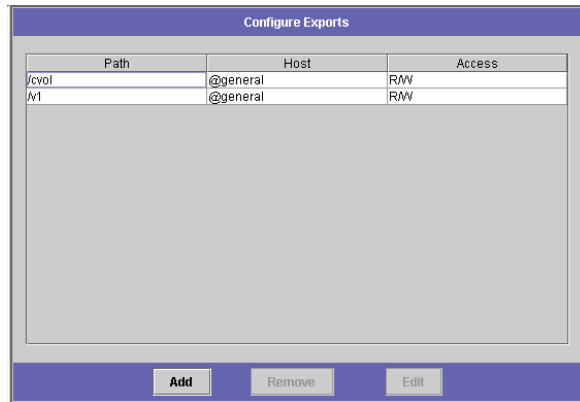 Configure Exports
Path Host Access
/cvol @general R/W
/v1 @general R/W
Add Remove Edit